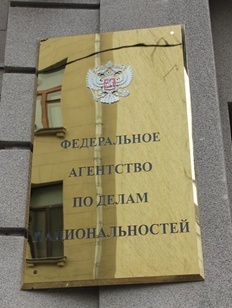 ФЕДЕРАЛЬНОЕ
АГЕНТСТВО
ПО ДЕЛАМ
НАЦИОНАЛЬНОСТЕЙ